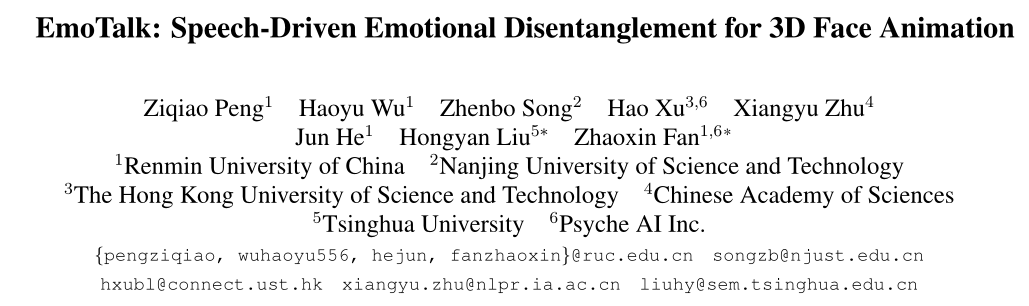 EmoTalk: Speech-Driven Emotional Disentanglement for 3D Face Animation
Ziqiao Peng¹ Haoyu Wu¹ Zhenbo Song² Hao Xu³,⁶ Xiangyu Zhu⁴
Jun He¹ Hongyan Liu⁵* Zhaoxin Fan¹,⁶*
¹Renmin University of China ²Nanjing University of Science and Technology
³The Hong Kong University of Science and Technology ⁴Chinese Academy of Sciences
⁵Tsinghua University ⁶Psyche AI Inc.
{pengziqiao, wuhaoyu556, hejun, fanzhaoxin}@ruc.edu.cn songzb@njust.edu.cn
hxubl@connect.ust.hk xiangyu.zhu@nlpr.ia.ac.cn liuhy@sem.tsinghua.edu.cn